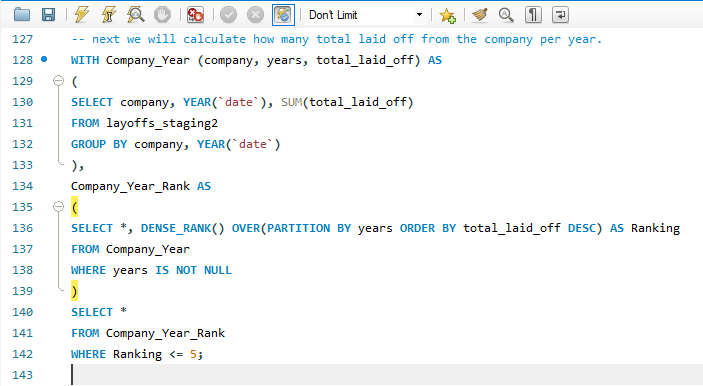 Don't Limit
127 -- next we will calculate how many total laid off from the company per year.
128 WITH Company_Year (company, years, total_laid_off) AS
129 (
130 SELECT company, YEAR(`date`), SUM(total_laid_off)
131 FROM layoffs_staging2
132 GROUP BY company, YEAR(`date`)
133 ),
134 Company_Year_Rank AS
135 (
136 SELECT *, DENSE_RANK() OVER(PARTITION BY years ORDER BY total_laid_off DESC) AS Ranking
137 FROM Company_Year
138 WHERE years IS NOT NULL
139 )
140 SELECT *
141 FROM Company_Year_Rank
142 WHERE Ranking <= 5;
143